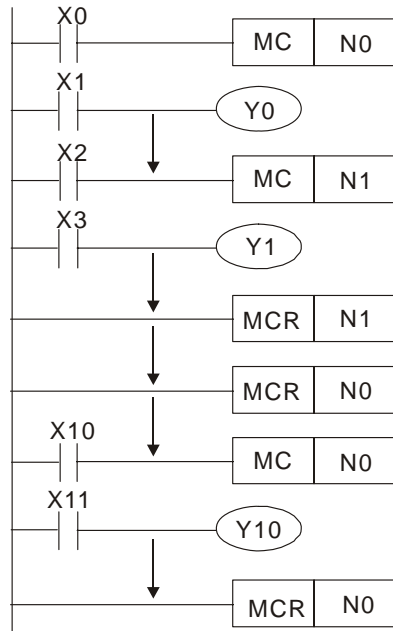 X0
MC N0
X1
Y0
X2
MC N1
X3
Y1
MCR N1
MCR N0
X10
MC N0
X11
Y10
MCR N0